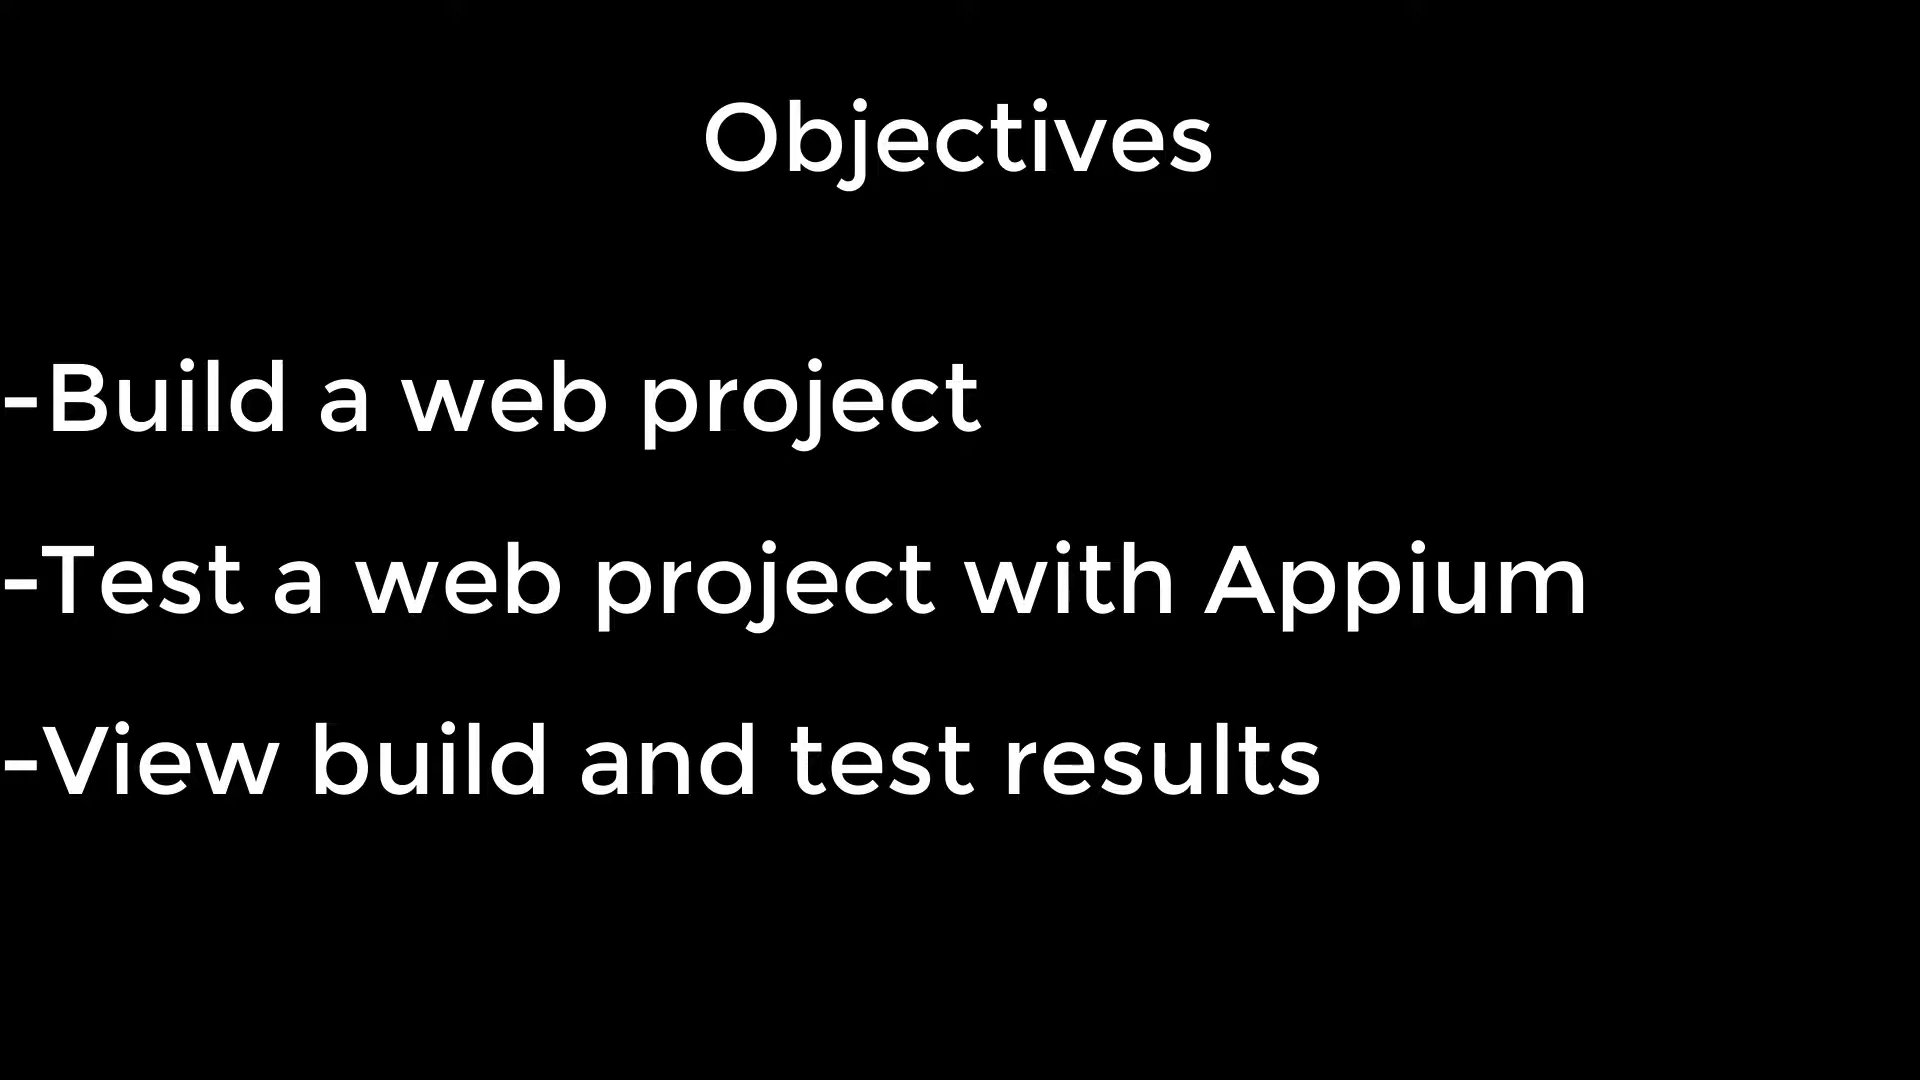 Objectives
-Build a web project
-Test a web project with Appium
-View build and test results